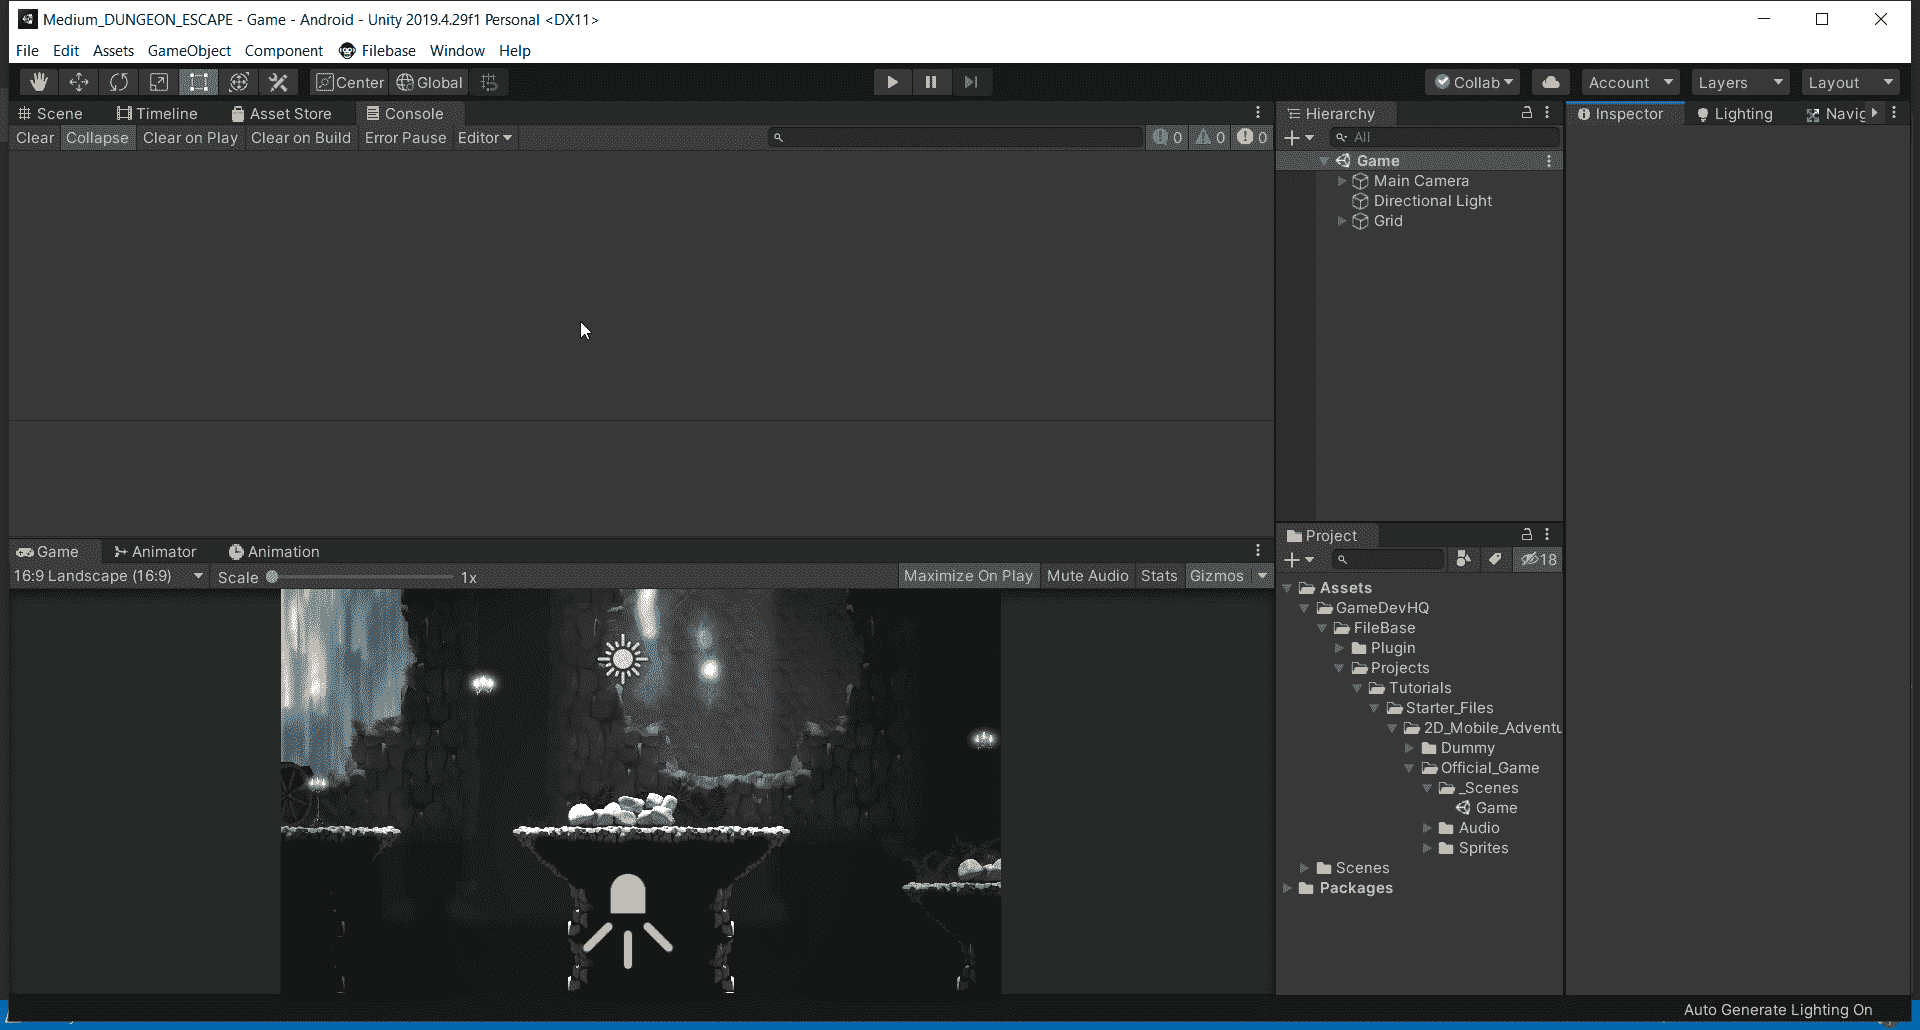 Medium_DUNGEON_ESCAPE - Game - Android - Unity 2019.4.29f1 Personal <DX11>
File Edit Assets GameObject Component Filebase Window Help
Center Global Collab Account Layers Layout
Scene Timeline Asset Store Console
Clear Collapse Clear on Play Clear on Build Error Pause Editor 0 0 0
Hierarchy
All
Game
Main Camera
Directional Light
Grid
Inspector Lighting Navig
Game Animator Animation
16:9 Landscape (16:9) Scale 1x Maximize On Play Mute Audio Stats Gizmos
Project
18
Assets
GameDevHQ
FileBase
Plugin
Projects
Tutorials
Starter_Files
2D_Mobile_Adventu
Dummy
Official_Game
_Scenes
Game
Audio
Sprites
Scenes
Packages
Auto Generate Lighting On